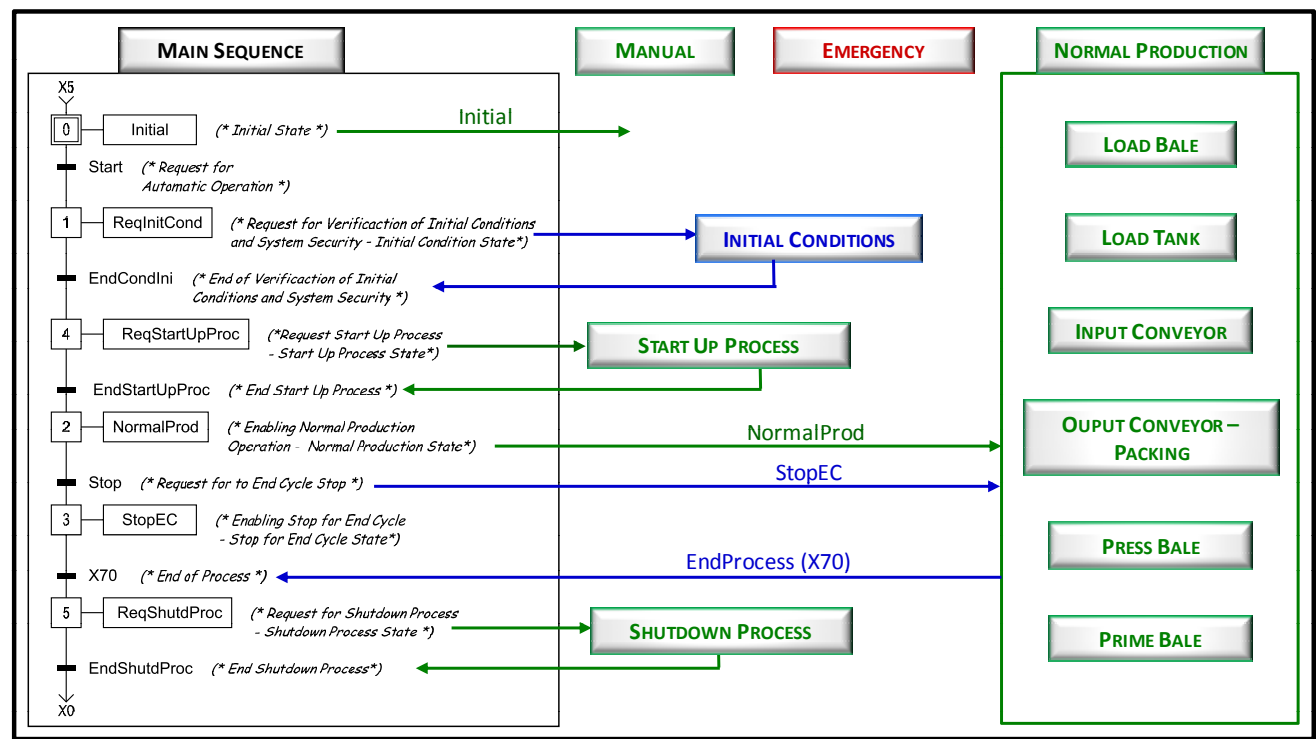 MAIN SEQUENCE
MANUAL
EMERGENCY
NORMAL PRODUCTION
X5
0
Initial
(* Initial State *)
Initial
Start
(* Request for
Automatic Operation *)
1
ReqInitCond
(* Request for Verificaction of Initial Conditions
and System Security - Initial Condition State*)
INITIAL CONDITIONS
EndCondIni
(* End of Verificaction of Initial
Conditions and System Security *)
4
ReqStartUpProc
(*Request Start Up Process
- Start Up Process State*)
START UP PROCESS
EndStartUpProc
(* End Start Up Process *)
2
NormalProd
(* Enabling Normal Production
Operation - Normal Production State*)
NormalProd
Stop
(* Request for to End Cycle Stop *)
StopEC
3
StopEC
(* Enabling Stop for End Cycle
- Stop for End Cycle State*)
X70
(* End of Process *)
EndProcess (X70)
5
ReqShutdProc
(* Request for Shutdown Process
- Shutdown Process State *)
SHUTDOWN PROCESS
EndShutdProc
(* End Shutdown Process*)
X0
LOAD BALE
LOAD TANK
INPUT CONVEYOR
OUPUT CONVEYOR –
PACKING
PRESS BALE
PRIME BALE